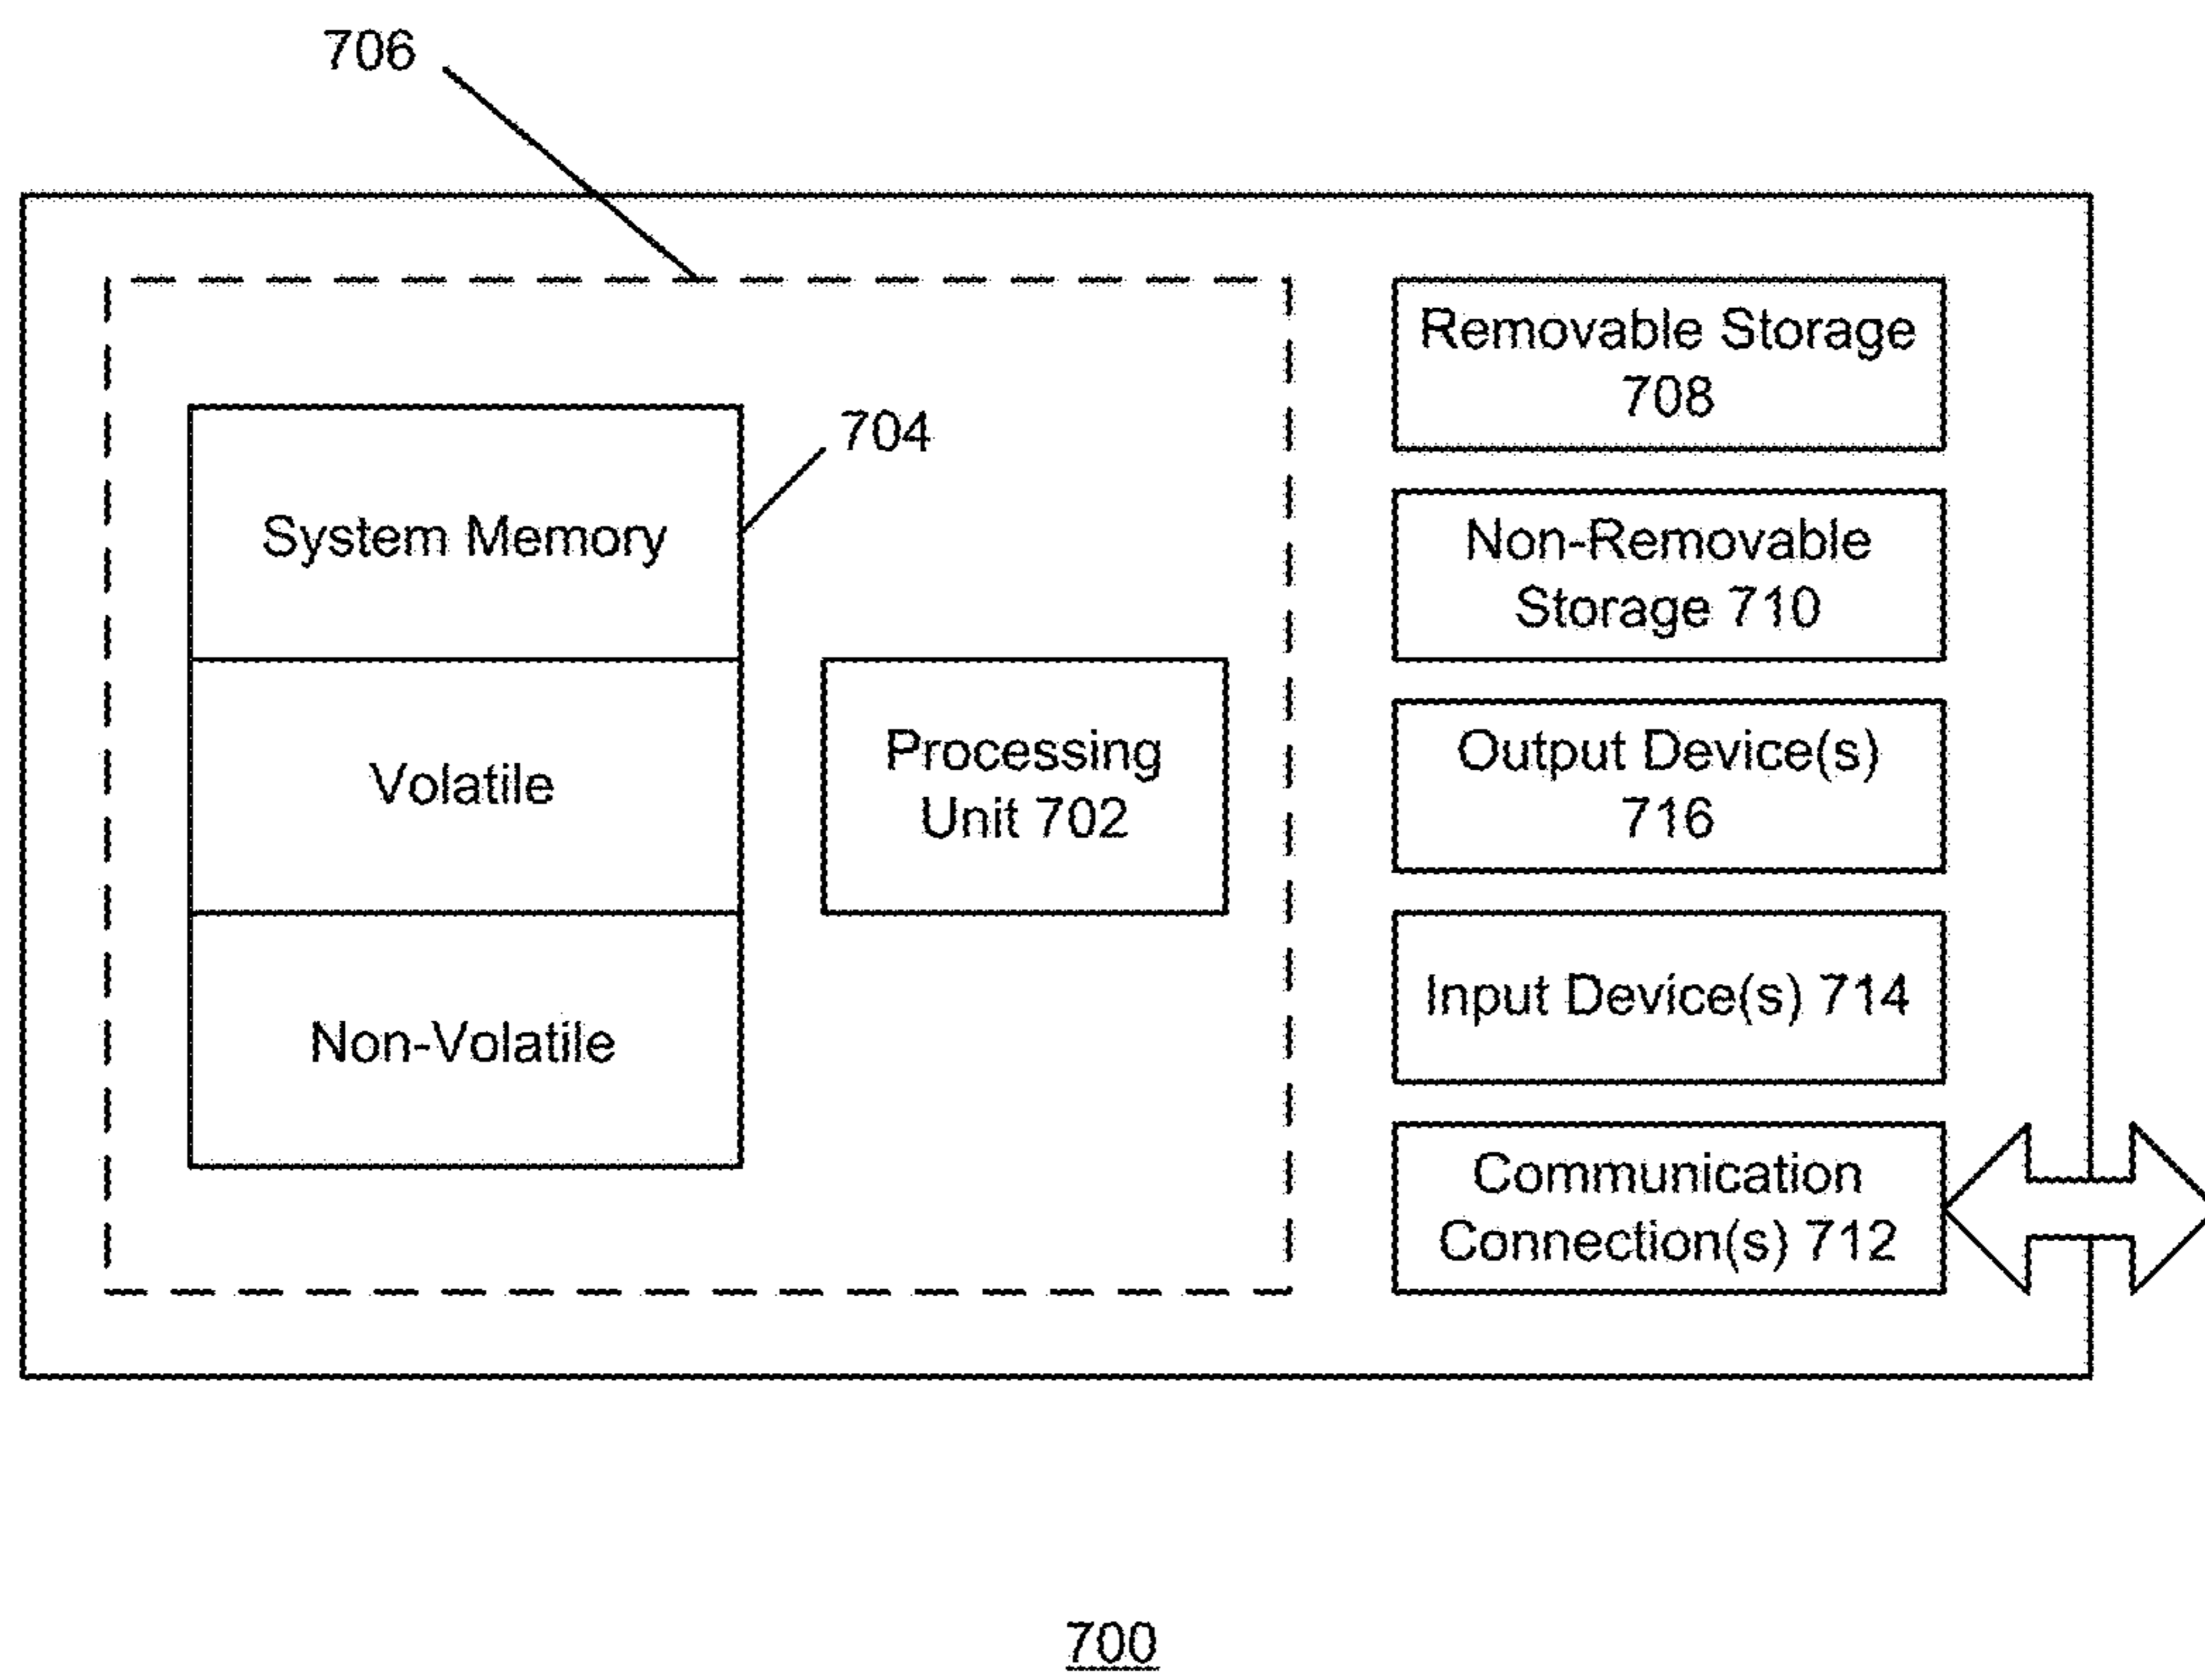 706
704
System Memory
Volatile
Non-Volatile
Processing
Unit 702
Removable Storage
708
Non-Removable
Storage 710
Output Device(s)
716
Input Device(s) 714
Communication
Connection(s) 712
700